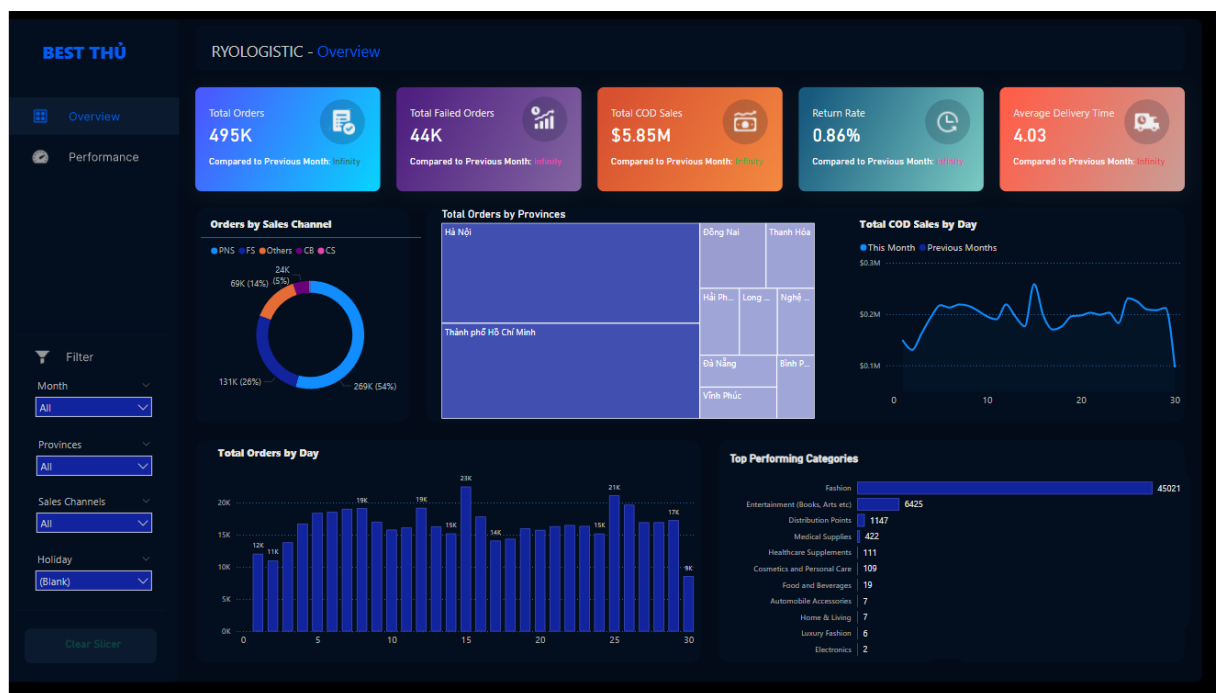 BEST THỦ
RYOLOGISTIC - Overview
Overview
Performance
Total Orders
495K
Compared to Previous Month: Infinity
Total Failed Orders
44K
Compared to Previous Month: Infinity
Total COD Sales
$5.85M
Compared to Previous Month: Infinity
Return Rate
0.86%
Compared to Previous Month: Infinity
Average Delivery Time
4.03
Compared to Previous Month: Infinity
Orders by Sales Channel
PNS FS Others CB CS
24K
(5%)
69K (14%)
131K (26%)
269K (54%)
Total Orders by Provinces
Hà Nội
Thành phố Hồ Chí Minh
Đồng Nai
Thanh Hóa
Hải Ph...
Long ...
Nghệ ...
Đà Nẵng
Bình P...
Vĩnh Phúc
Total COD Sales by Day
This Month Previous Months
$0.3M
$0.2M
$0.1M
0 10 20 30
Filter
Month
All
Provinces
All
Sales Channels
All
Holiday
(Blank)
Clear Slicer
Total Orders by Day
20K
15K
10K
5K
0K
12K 11K 19K 19K 15K 23K 14K 15K 21K 17K 9K
0 5 10 15 20 25 30
Top Performing Categories
Fashion 45021
Entertainment (Books, Arts etc) 6425
Distribution Points 1147
Medical Supplies 422
Healthcare Supplements 111
Cosmetics and Personal Care 109
Food and Beverages 19
Automobile Accessories 7
Home & Living 7
Luxury Fashion 6
Electronics 2